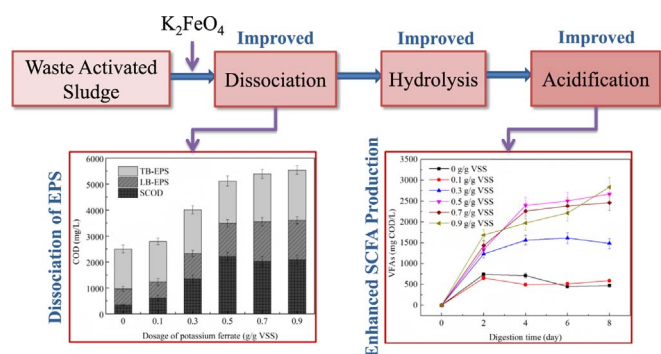 K₂FeO₄
Improved
Improved
Improved
Waste Activated
Sludge
Dissociation
Hydrolysis
Acidification
Dissociation of EPS
COD (mg/L)
6000
5000
4000
3000
2000
1000
0
TB-EPS
LB-EPS
SCOD
0 0.1 0.3 0.5 0.7 0.9
Dosage of potassium ferrate (g/g VSS)
Enhanced SCFA Production
VFAs (mg COD/L)
3500
3000
2500
2000
1500
1000
500
0
0 g/g VSS
0.1 g/g VSS
0.3 g/g VSS
0.5 g/g VSS
0.7 g/g VSS
0.9 g/g VSS
0 2 4 6 8
Digestion time (day)